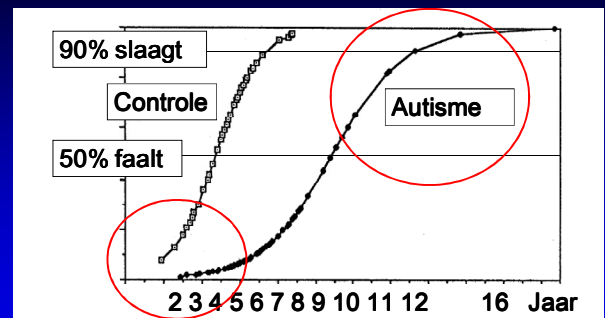 90% slaagt
Controle
Autisme
50% faalt
2 3 4 5 6 7 8 9 10 11 12 16 Jaar